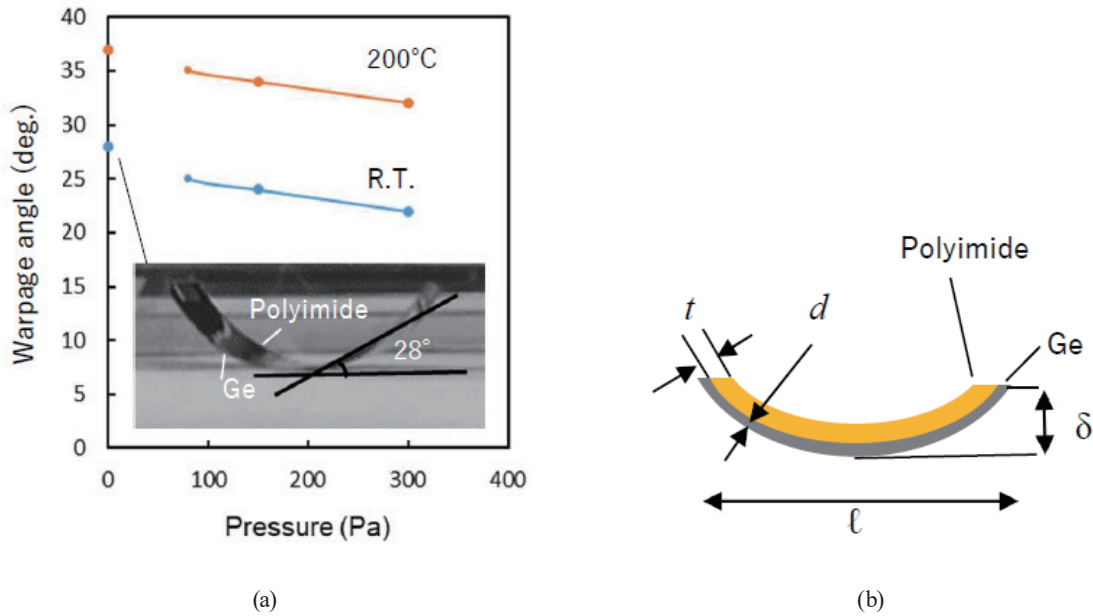 40
35
30
25
20
15
10
5
0
Warpage angle (deg.)
200°C
R.T.
Polyimide
Ge
28°
0 100 200 300 400
Pressure (Pa)
(a)
Polyimide
t d
Ge
δ
ℓ
(b)